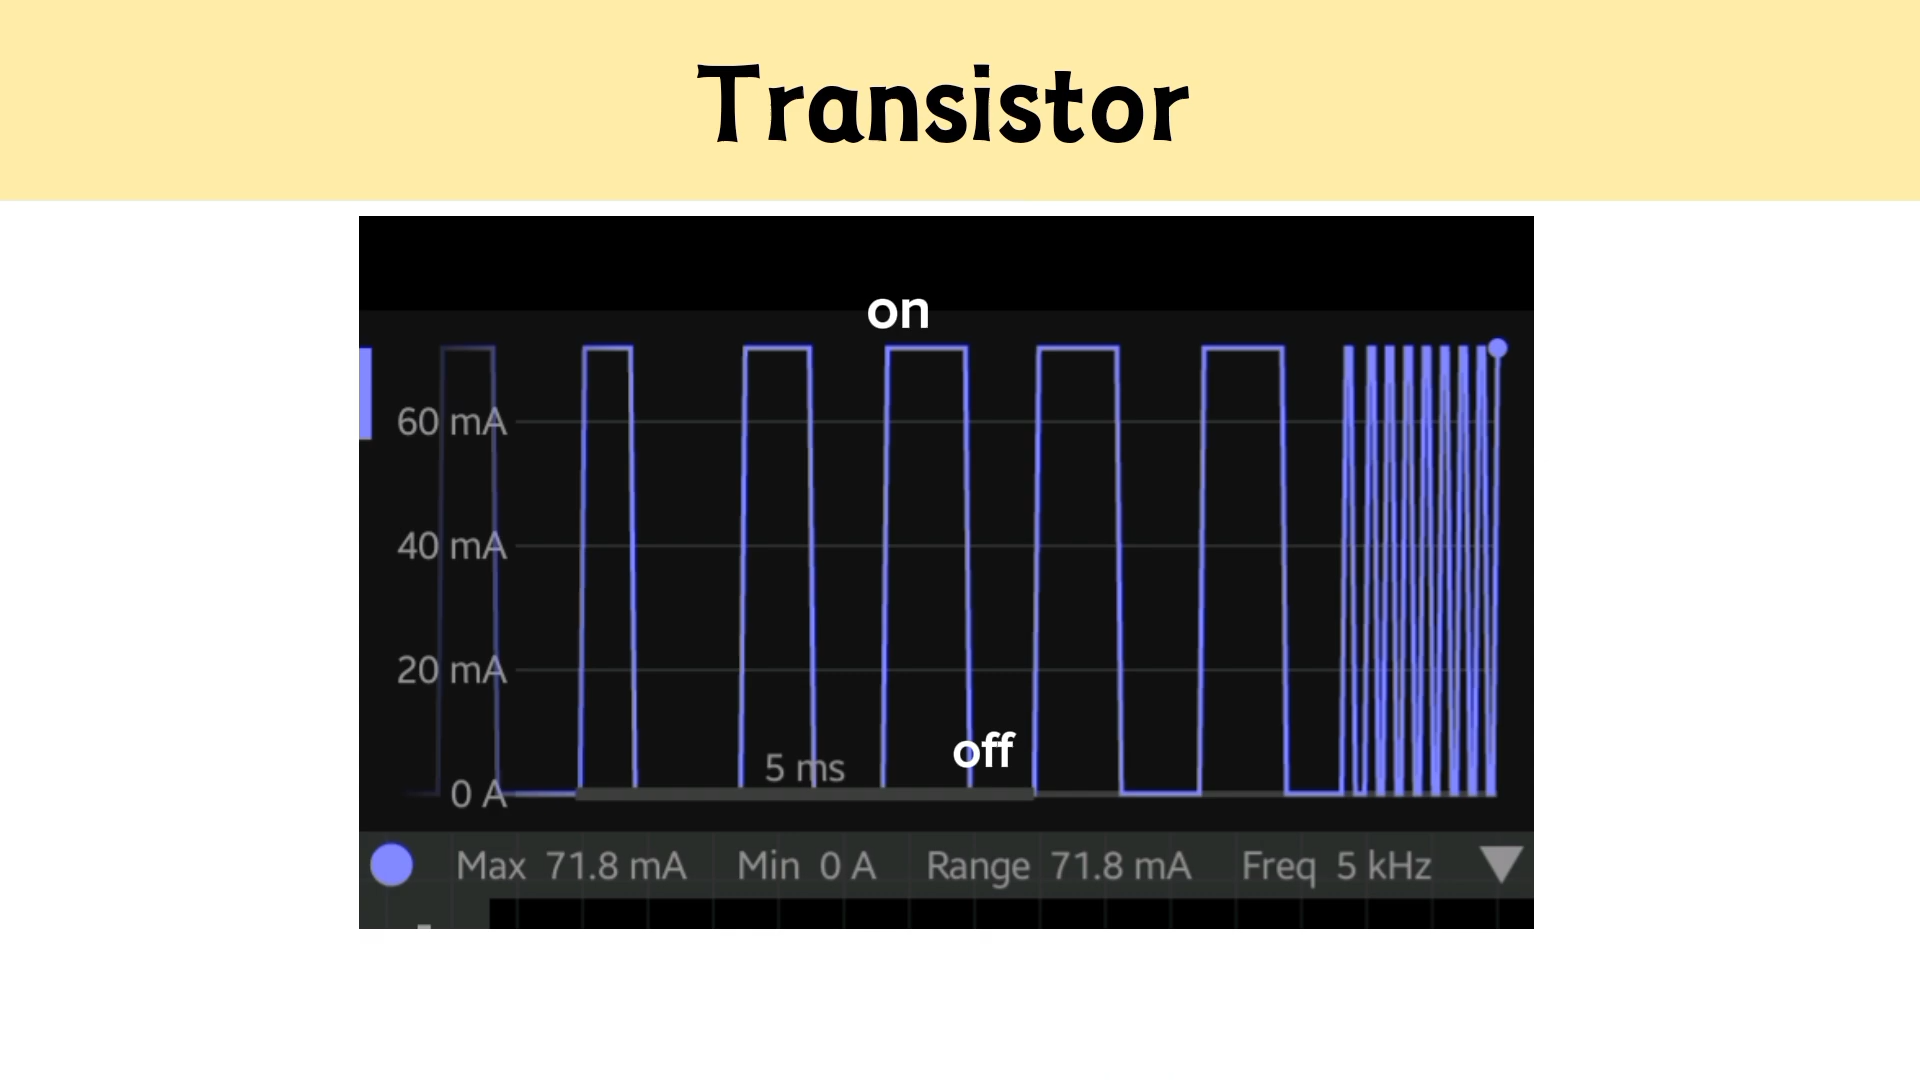 Transistor
on
60 mA
40 mA
20 mA
off
5 ms
0 A
Max 71.8 mA Min 0 A Range 71.8 mA Freq 5 kHz